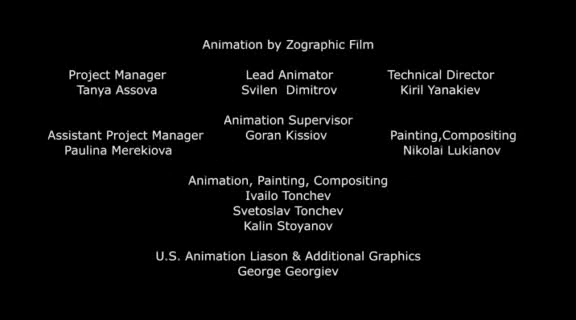 Animation by Zographic Film
Project Manager
Tanya Assova
Lead Animator
Svilen Dimitrov
Technical Director
Kiril Yanakiev
Assistant Project Manager
Paulina Merekiova
Animation Supervisor
Goran Kissiov
Painting,Compositing
Nikolai Lukianov
Animation, Painting, Compositing
Ivailo Tonchev
Svetoslav Tonchev
Kalin Stoyanov
U.S. Animation Liason & Additional Graphics
George Georgiev